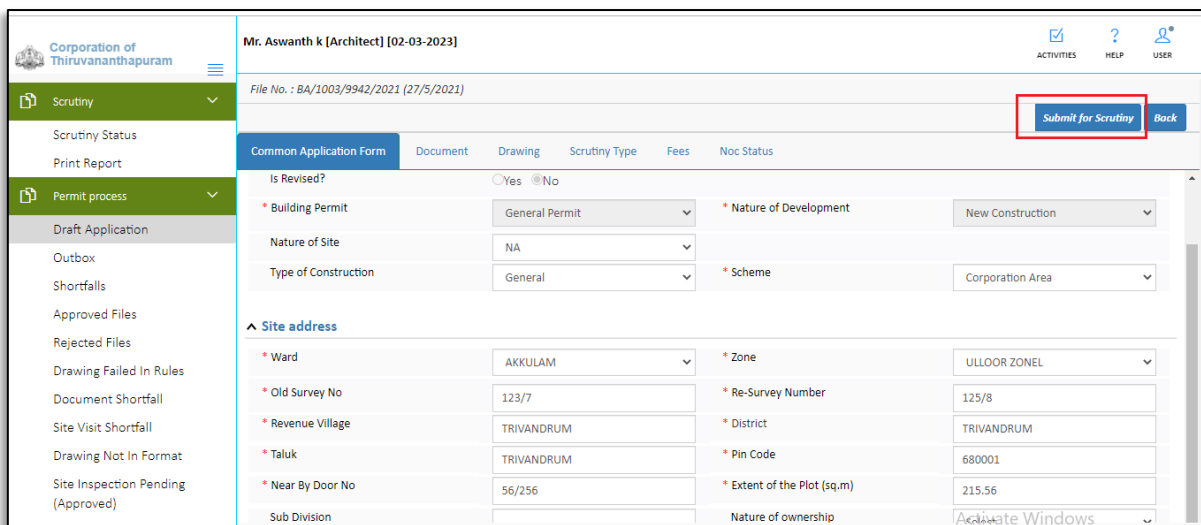 Corporation of
Thiruvananthapuram
Mr. Aswanth k [Architect] [02-03-2023]
ACTIVITIES
?
HELP
USER
File No. : BA/1003/9942/2021 (27/5/2021)
Submit for Scrutiny
Back
Scrutiny
Scrutiny Status
Print Report
Permit process
Draft Application
Outbox
Shortfalls
Approved Files
Rejected Files
Drawing Failed In Rules
Document Shortfall
Site Visit Shortfall
Drawing Not In Format
Site Inspection Pending
(Approved)
Common Application Form Document Drawing Scrutiny Type Fees Noc Status
Is Revised? Yes No
* Building Permit General Permit * Nature of Development New Construction
Nature of Site NA
Type of Construction General * Scheme Corporation Area
Site address
* Ward AKKULAM * Zone ULLOOR ZONEL
* Old Survey No 123/7 * Re-Survey Number 125/8
* Revenue Village TRIVANDRUM * District TRIVANDRUM
* Taluk TRIVANDRUM * Pin Code 680001
* Near By Door No 56/256 * Extent of the Plot (sq.m) 215.56
Sub Division Nature of ownership
Activate Windows